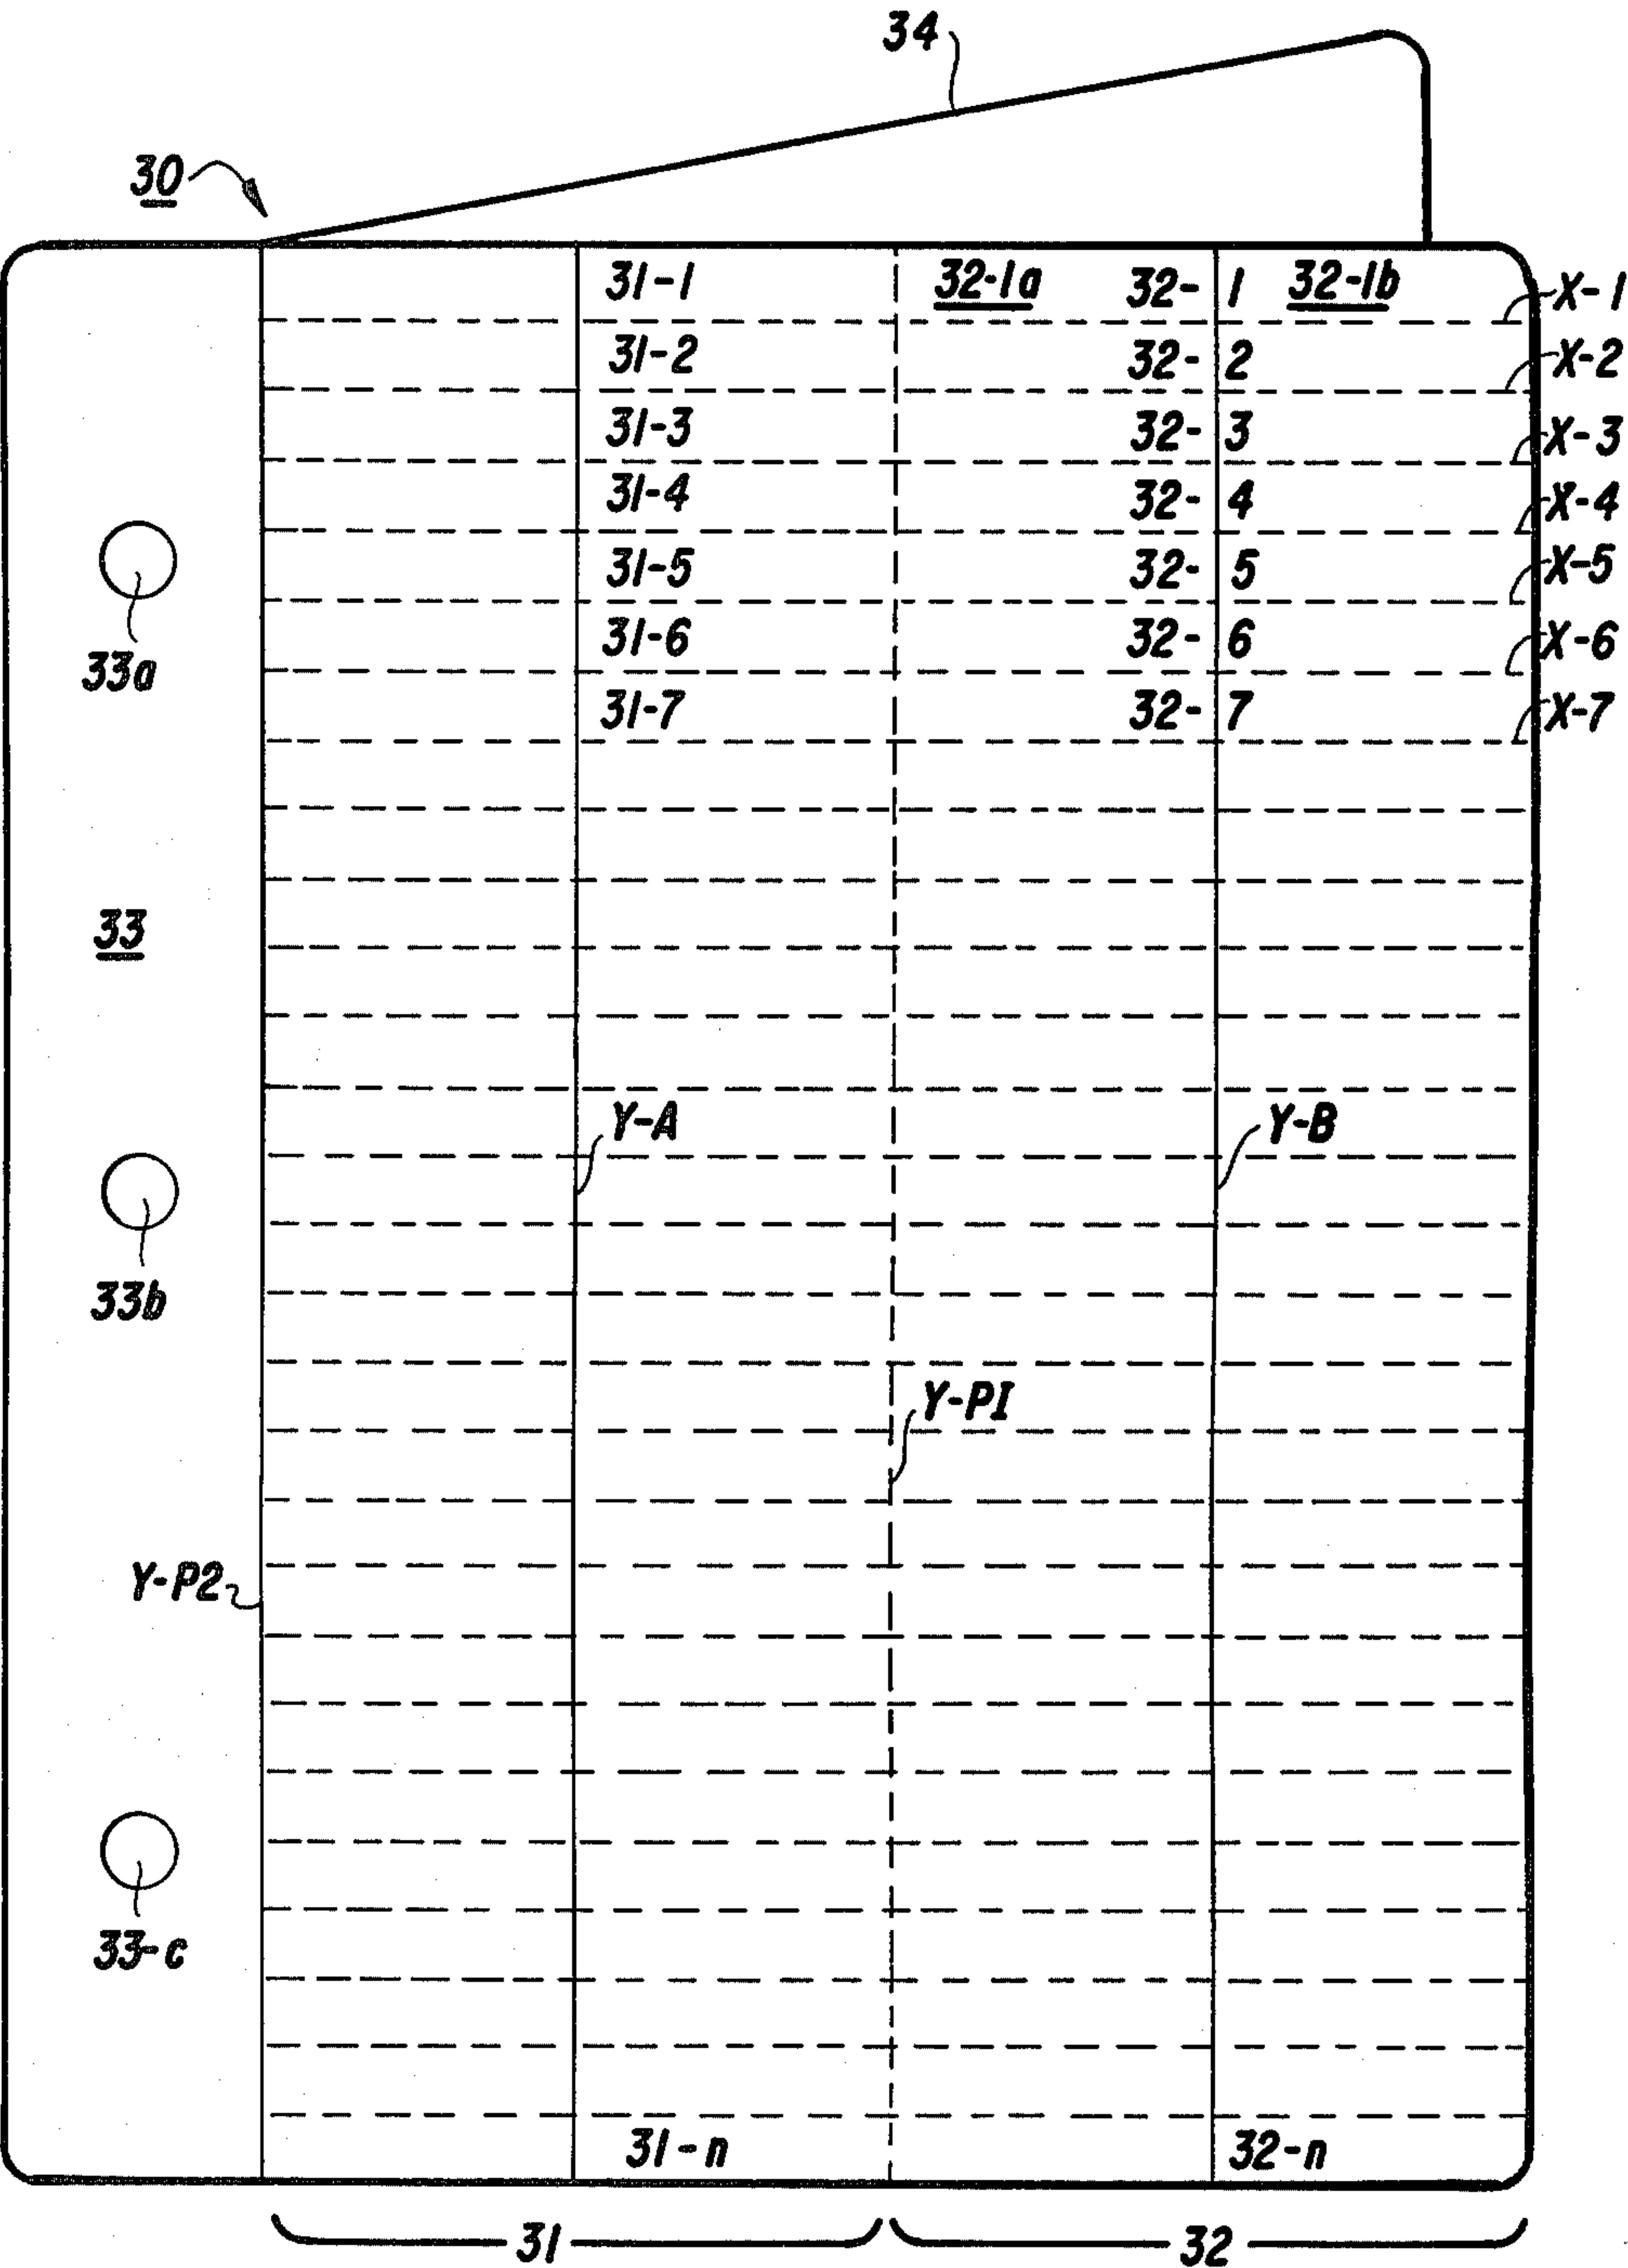 34
30
31-1 32-1a 32-1 32-1b X-1
31-2 32-2 X-2
31-3 32-3 X-3
31-4 32-4 X-4
31-5 32-5 X-5
31-6 32-6 X-6
33a
31-7 32-7 X-7
33
Y-A Y-B
33b
Y-P1
Y-P2
33-c
31-n 32-n
31 32